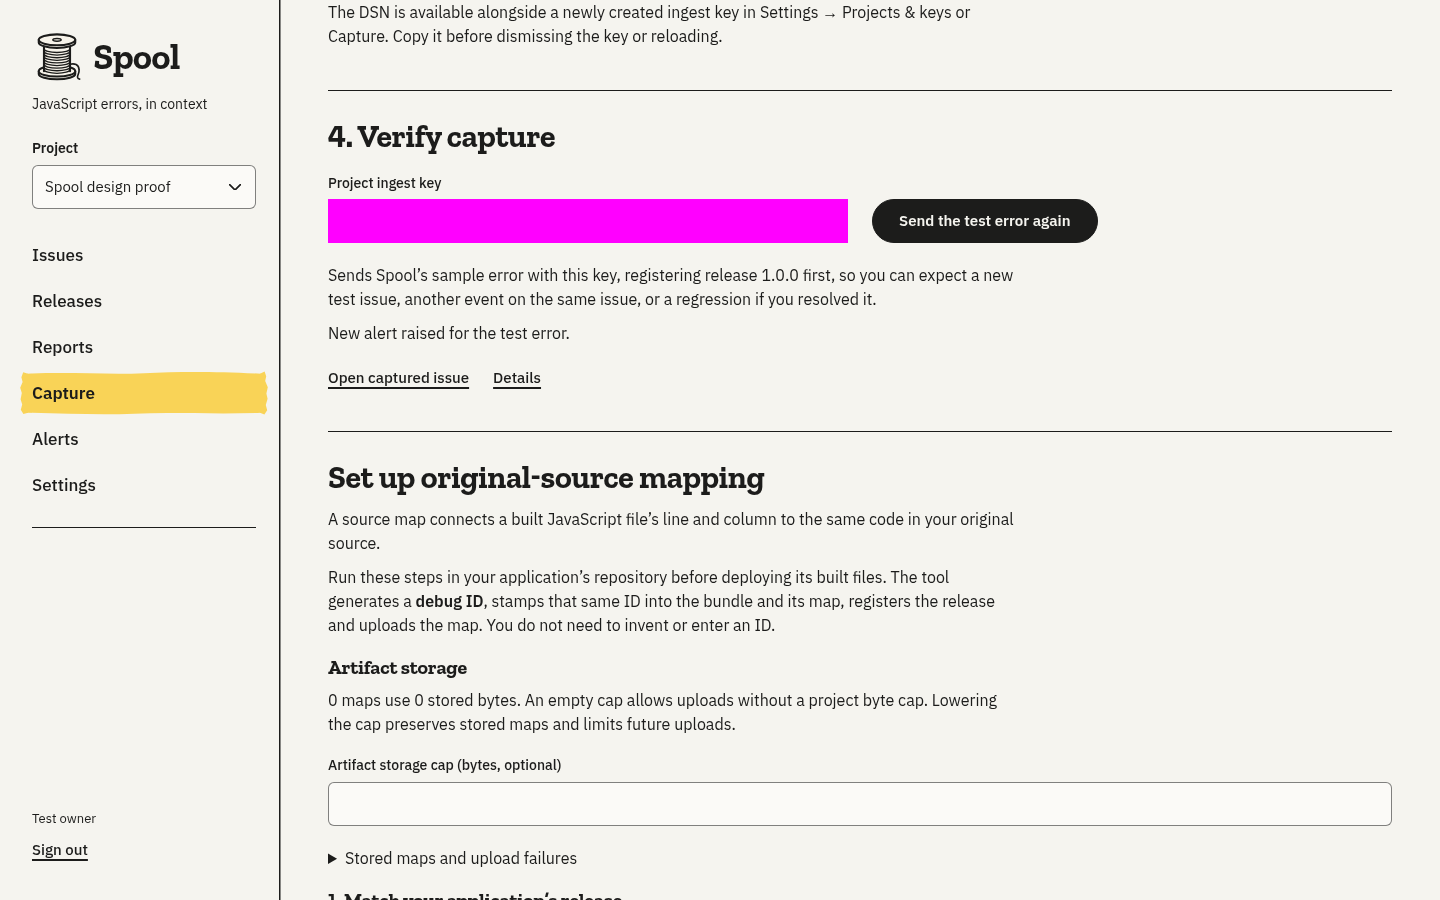 Spool
JavaScript errors, in context
Project
Spool design proof
Issues
Releases
Reports
Capture
Alerts
Settings
Test owner
Sign out
The DSN is available alongside a newly created ingest key in Settings → Projects & keys or
Capture. Copy it before dismissing the key or reloading.
4. Verify capture
Project ingest key
Send the test error again
Sends Spool’s sample error with this key, registering release 1.0.0 first, so you can expect a new
test issue, another event on the same issue, or a regression if you resolved it.
New alert raised for the test error.
Open captured issue Details
Set up original-source mapping
A source map connects a built JavaScript file’s line and column to the same code in your original
source.
Run these steps in your application’s repository before deploying its built files. The tool
generates a debug ID, stamps that same ID into the bundle and its map, registers the release
and uploads the map. You do not need to invent or enter an ID.
Artifact storage
0 maps use 0 stored bytes. An empty cap allows uploads without a project byte cap. Lowering
the cap preserves stored maps and limits future uploads.
Artifact storage cap (bytes, optional)
Stored maps and upload failures
1. Match your application’s release